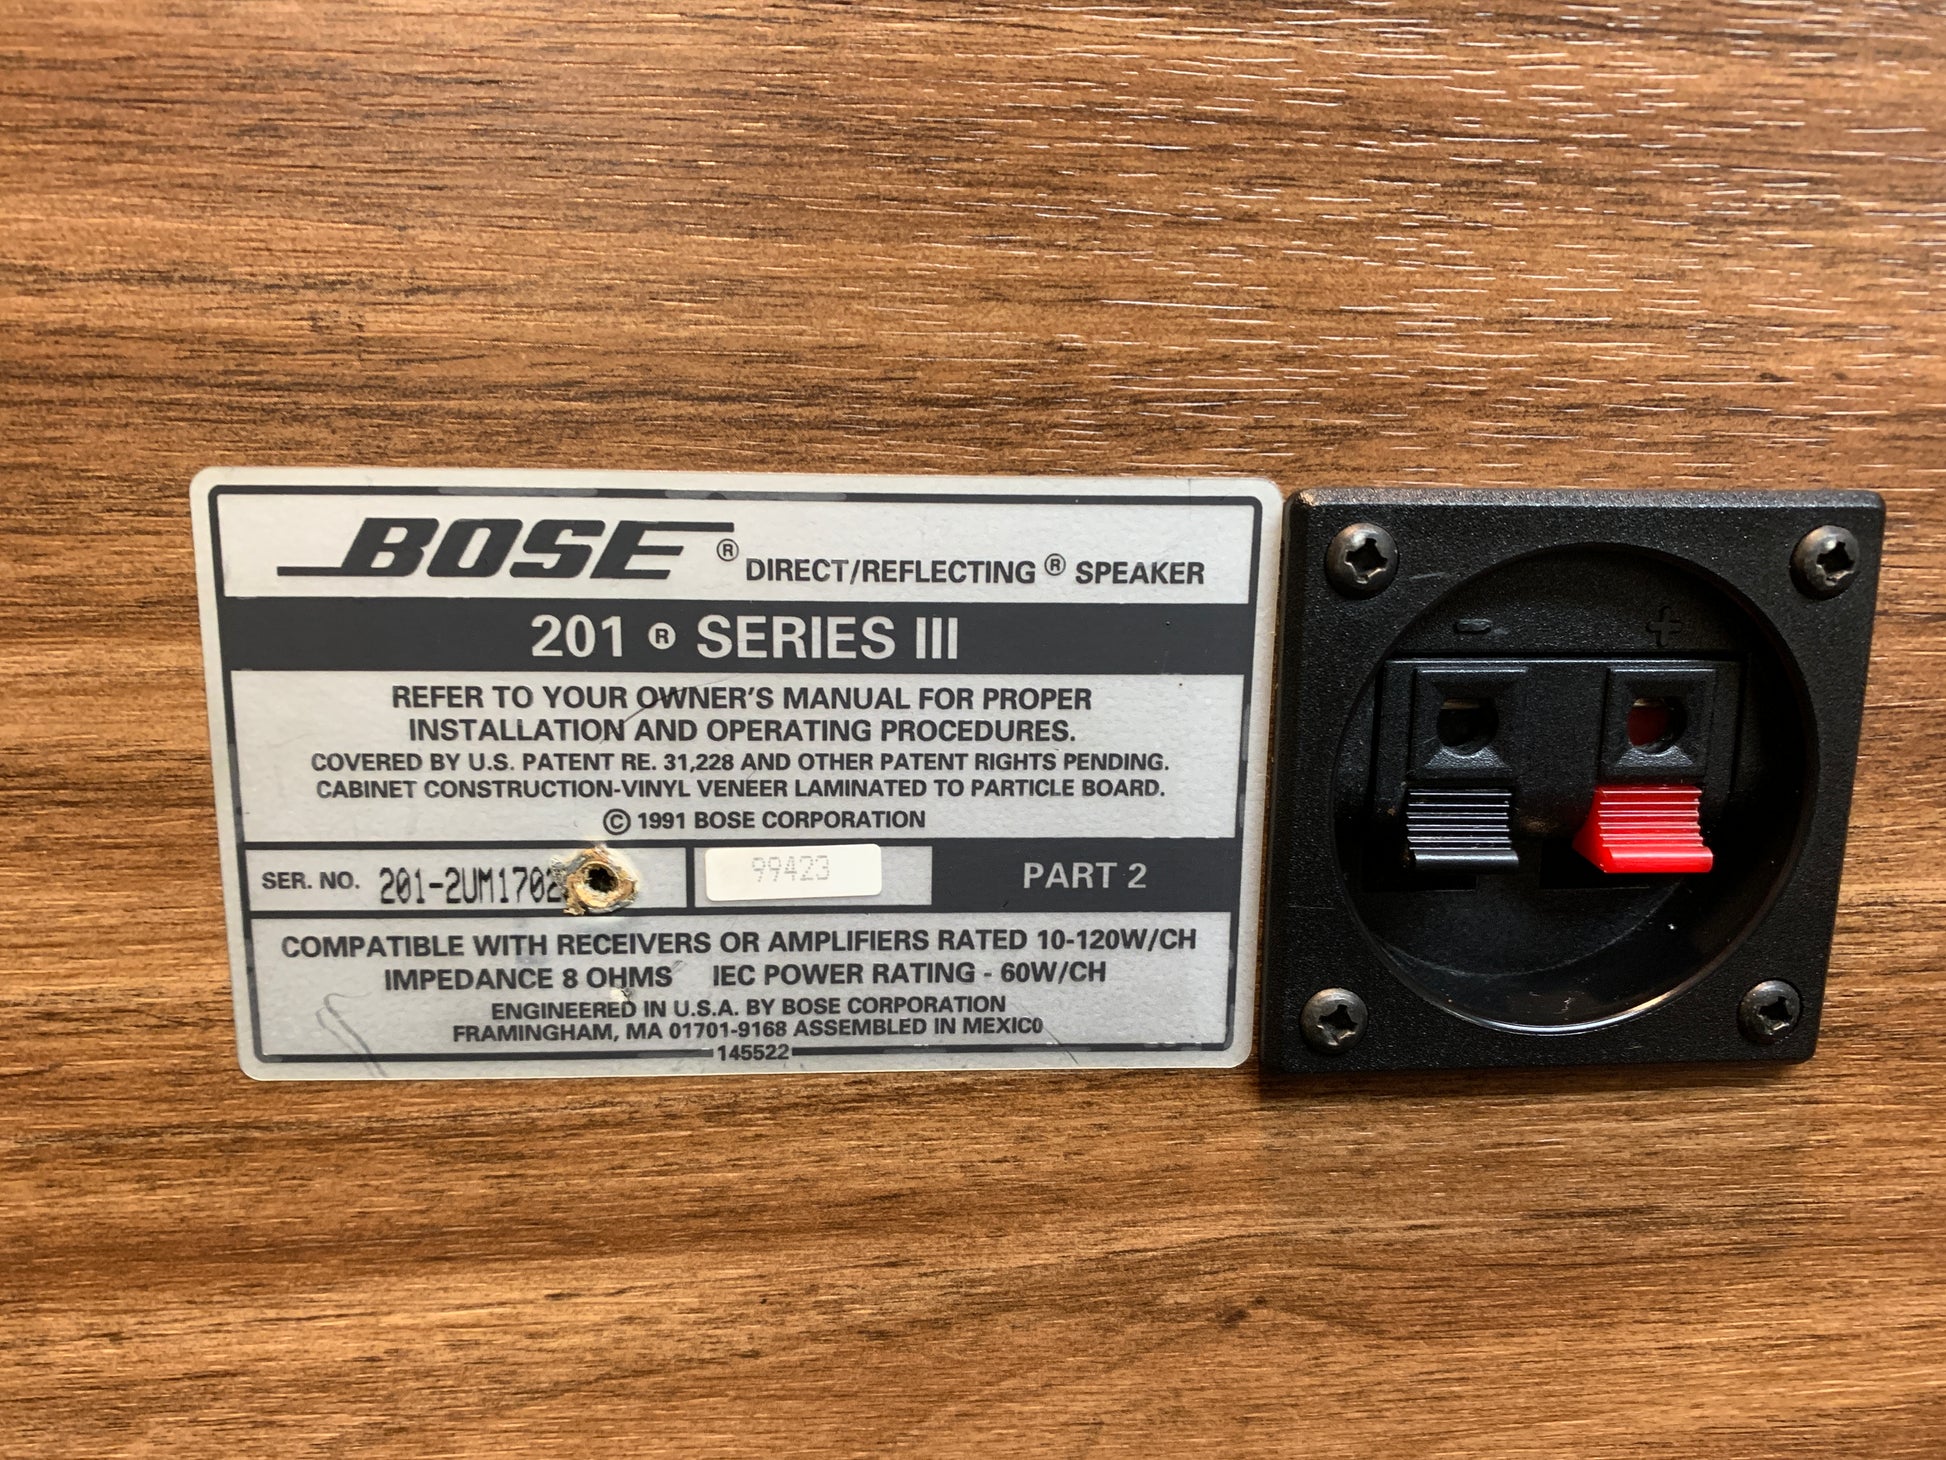 BOSE ® DIRECT/REFLECTING ® SPEAKER
201 ® SERIES III
REFER TO YOUR OWNER'S MANUAL FOR PROPER
INSTALLATION AND OPERATING PROCEDURES.
COVERED BY U.S. PATENT RE. 31,228 AND OTHER PATENT RIGHTS PENDING.
CABINET CONSTRUCTION-VINYL VENEER LAMINATED TO PARTICLE BOARD.
© 1991 BOSE CORPORATION
SER. NO. 99423 PART 2
COMPATIBLE WITH RECEIVERS OR AMPLIFIERS RATED 10-120W/CH
IMPEDANCE 8 OHMS IEC POWER RATING - 60W/CH
ENGINEERED IN U.S.A. BY BOSE CORPORATION
FRAMINGHAM, MA 01701-9168 ASSEMBLED IN MEXICO
145522
- +